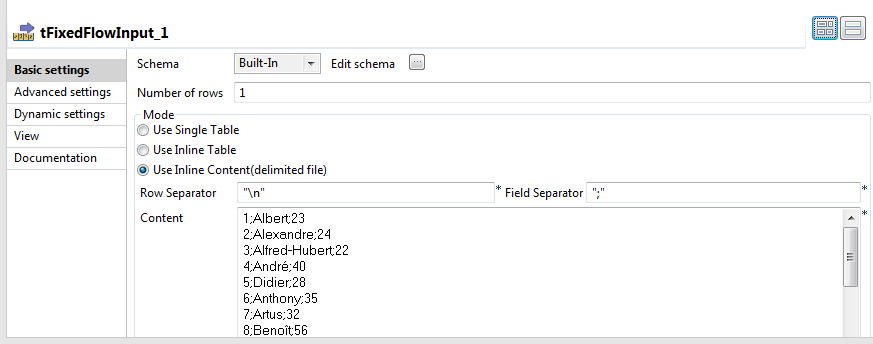 tFixedFlowInput_1
Basic settings
Advanced settings
Dynamic settings
View
Documentation
Schema Built-In Edit schema ...
Number of rows 1
Mode
Use Single Table
Use Inline Table
Use Inline Content(delimited file)
Row Separator "\n" * Field Separator ";" *
Content *
1;Albert;23
2;Alexandre;24
3;Alfred-Hubert;22
4;André;40
5;Didier;28
6;Anthony;35
7;Artus;32
8;Benoît;56